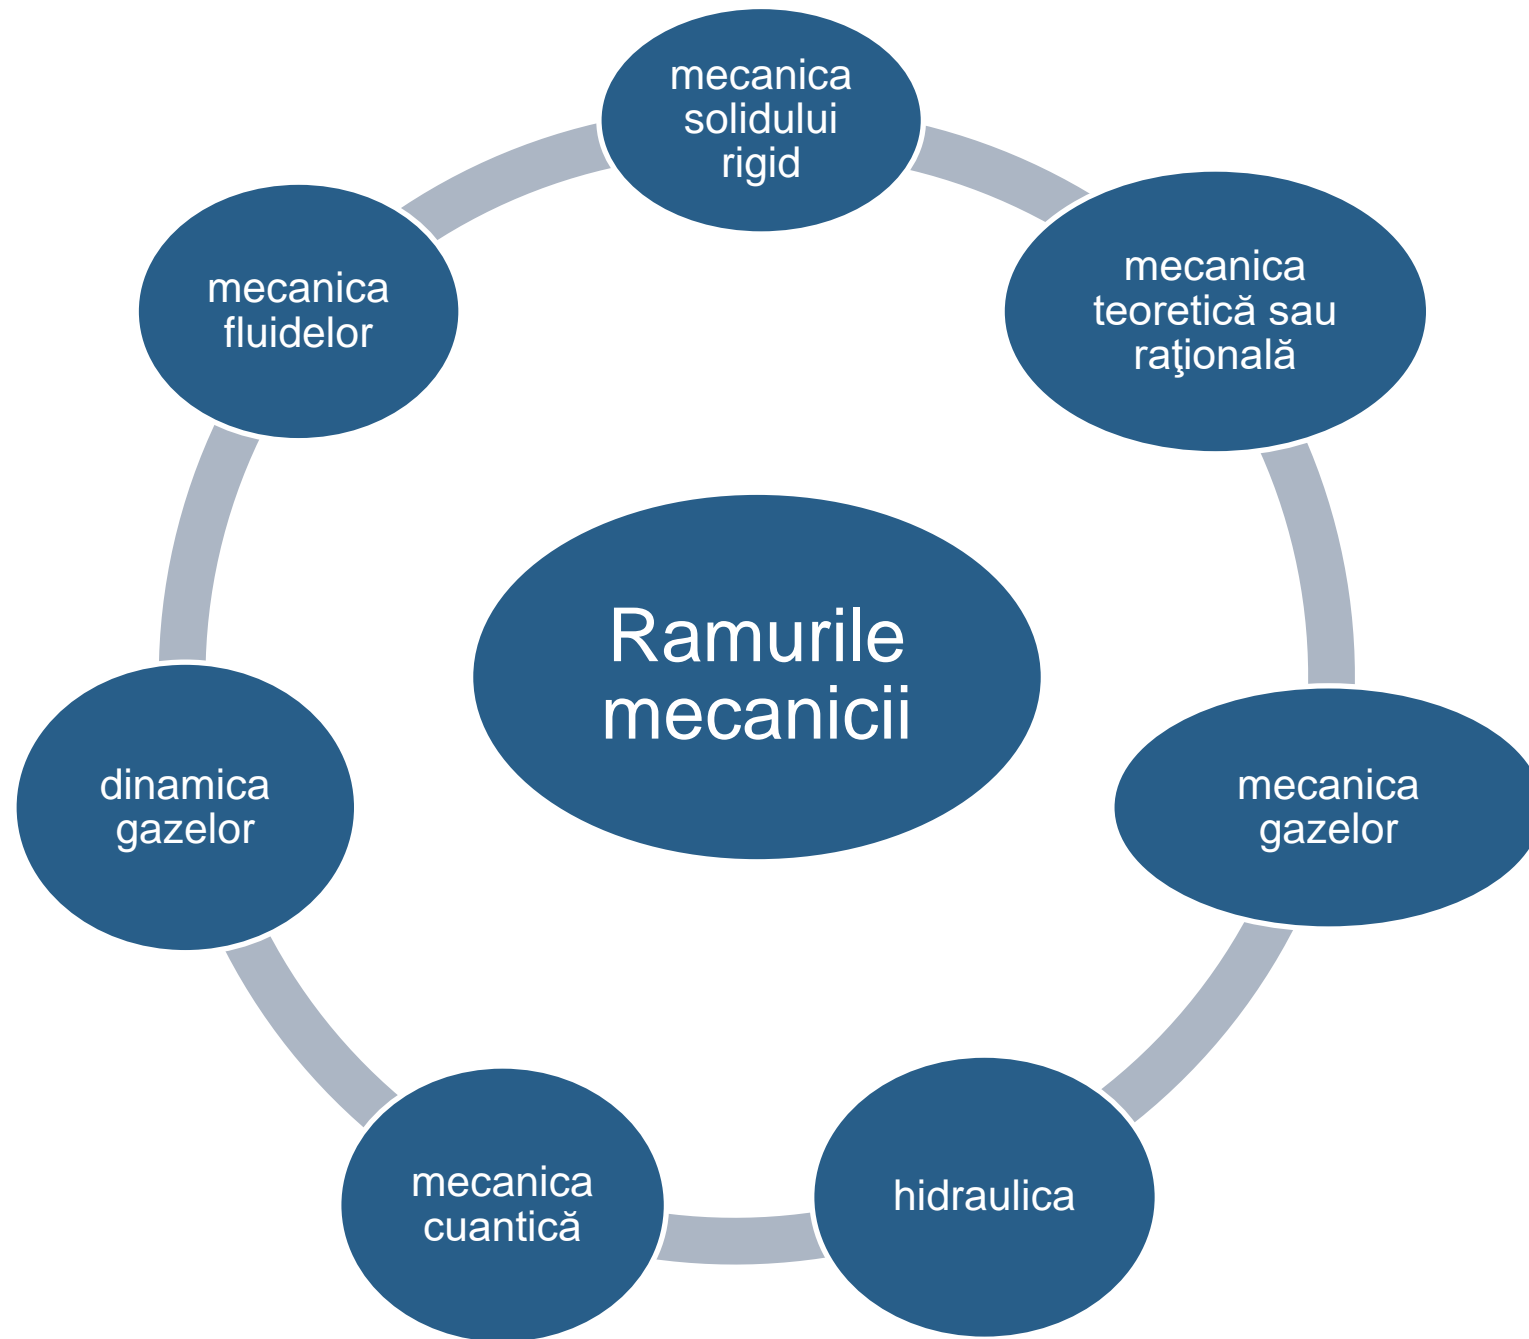 mecanica
solidului
rigid
mecanica
teoretică sau
raţională
mecanica
gazelor
hidraulica
mecanica
cuantică
dinamica
gazelor
mecanica
fluidelor
Ramurile
mecanicii